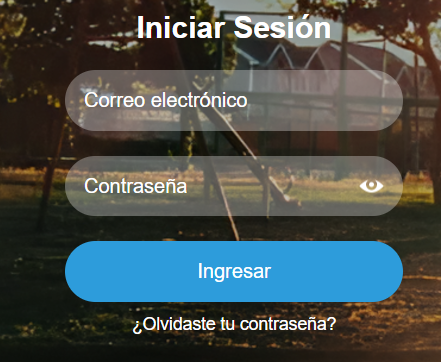 Iniciar Sesión
Correo electrónico
Contraseña
Ingresar
¿Olvidaste tu contraseña?